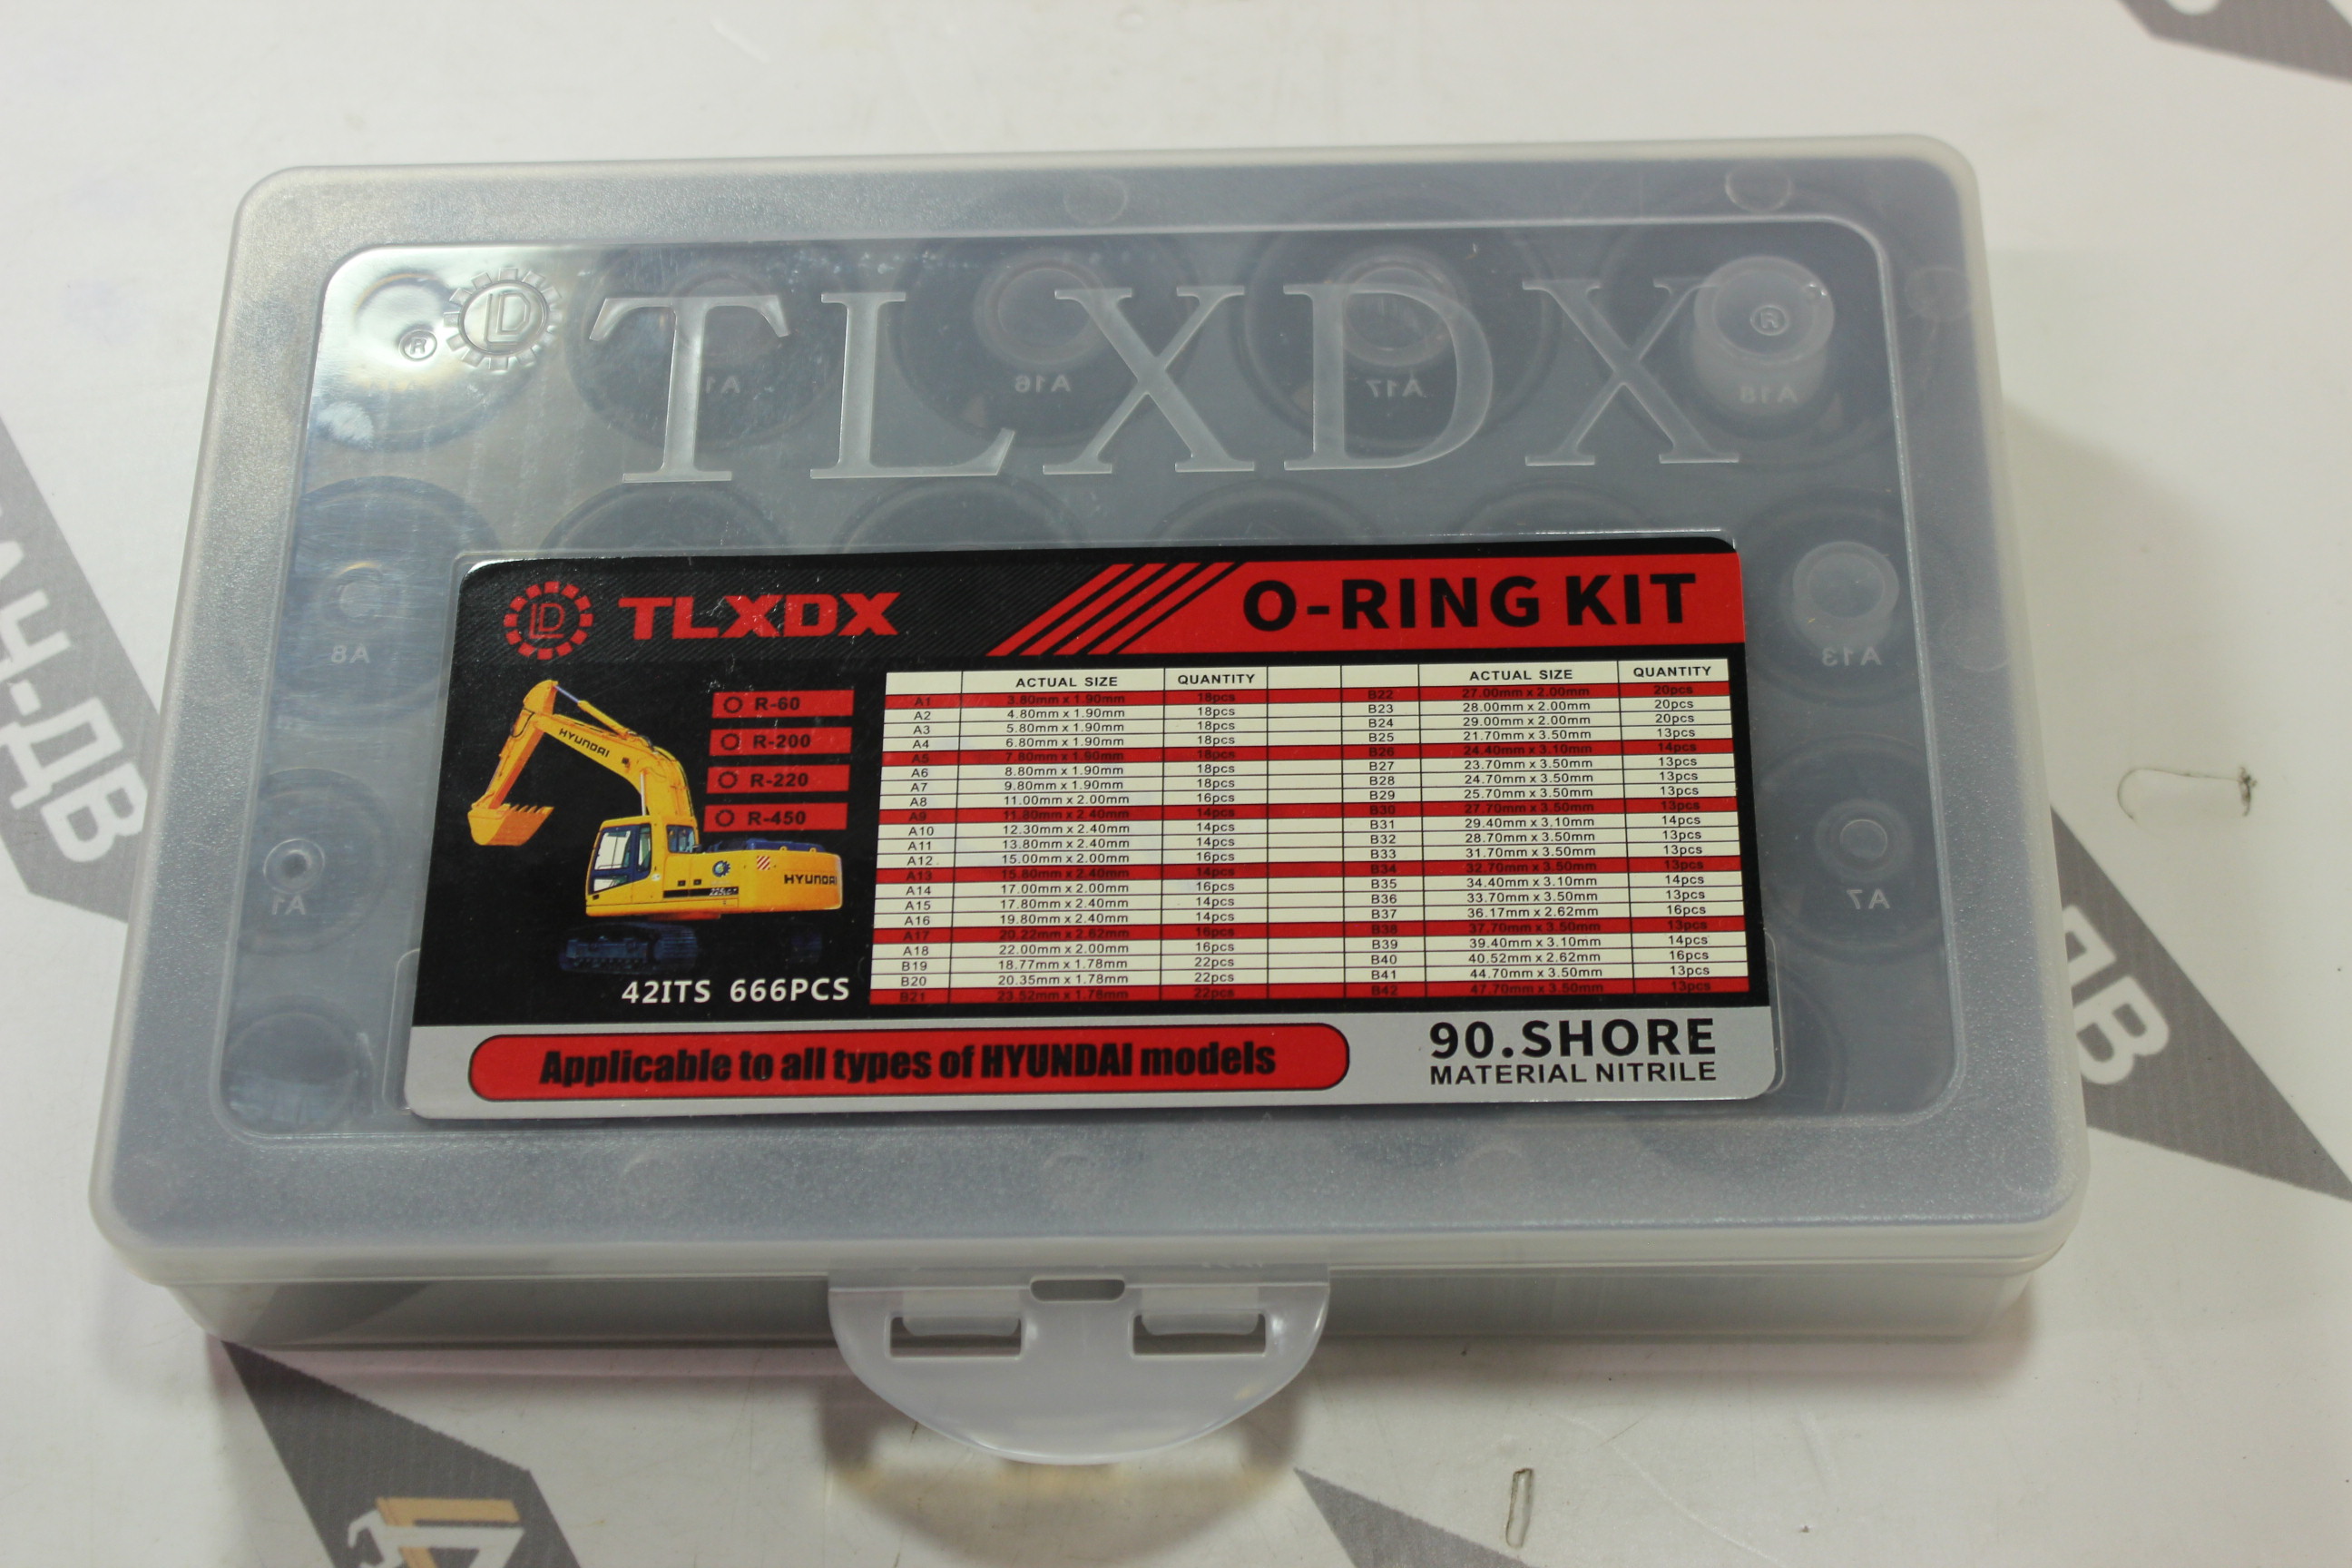 ® LD TLXDX ®
A16 A17 A18
A8 A13
A1 A7
LD TLXDX O-RING KIT
R-60
R-200
R-220
R-450
HYUNDAI
HYUNDAI
42ITS 666PCS
ACTUAL SIZE QUANTITY ACTUAL SIZE QUANTITY
A1 3.80mm x 1.90mm 18pcs B22 27.00mm x 2.00mm 20pcs
A2 4.80mm x 1.90mm 18pcs B23 28.00mm x 2.00mm 20pcs
A3 5.80mm x 1.90mm 18pcs B24 29.00mm x 2.00mm 20pcs
A4 6.80mm x 1.90mm 18pcs B25 21.70mm x 3.50mm 13pcs
A5 7.80mm x 1.90mm 18pcs B26 24.40mm x 3.10mm 14pcs
A6 8.80mm x 1.90mm 18pcs B27 23.70mm x 3.50mm 13pcs
A7 9.80mm x 1.90mm 18pcs B28 24.70mm x 3.50mm 13pcs
A8 11.00mm x 2.00mm 16pcs B29 25.70mm x 3.50mm 13pcs
A9 11.80mm x 2.40mm 14pcs B30 27.70mm x 3.50mm 13pcs
A10 12.30mm x 2.40mm 14pcs B31 29.40mm x 3.10mm 14pcs
A11 13.80mm x 2.40mm 14pcs B32 28.70mm x 3.50mm 13pcs
A12 15.00mm x 2.00mm 16pcs B33 31.70mm x 3.50mm 13pcs
A13 15.80mm x 2.40mm 14pcs B34 32.70mm x 3.50mm 13pcs
A14 17.00mm x 2.00mm 16pcs B35 34.40mm x 3.10mm 14pcs
A15 17.80mm x 2.40mm 14pcs B36 33.70mm x 3.50mm 13pcs
A16 19.80mm x 2.40mm 14pcs B37 36.17mm x 2.62mm 16pcs
A17 20.22mm x 2.62mm 16pcs B38 37.70mm x 3.50mm 13pcs
A18 22.00mm x 2.00mm 16pcs B39 39.40mm x 3.10mm 14pcs
B19 18.77mm x 1.78mm 22pcs B40 40.52mm x 2.62mm 16pcs
B20 20.35mm x 1.78mm 22pcs B41 44.70mm x 3.50mm 13pcs
B21 23.52mm x 1.78mm 22pcs B42 47.70mm x 3.50mm 13pcs
Applicable to all types of HYUNDAI models
90.SHORE
MATERIAL NITRILE